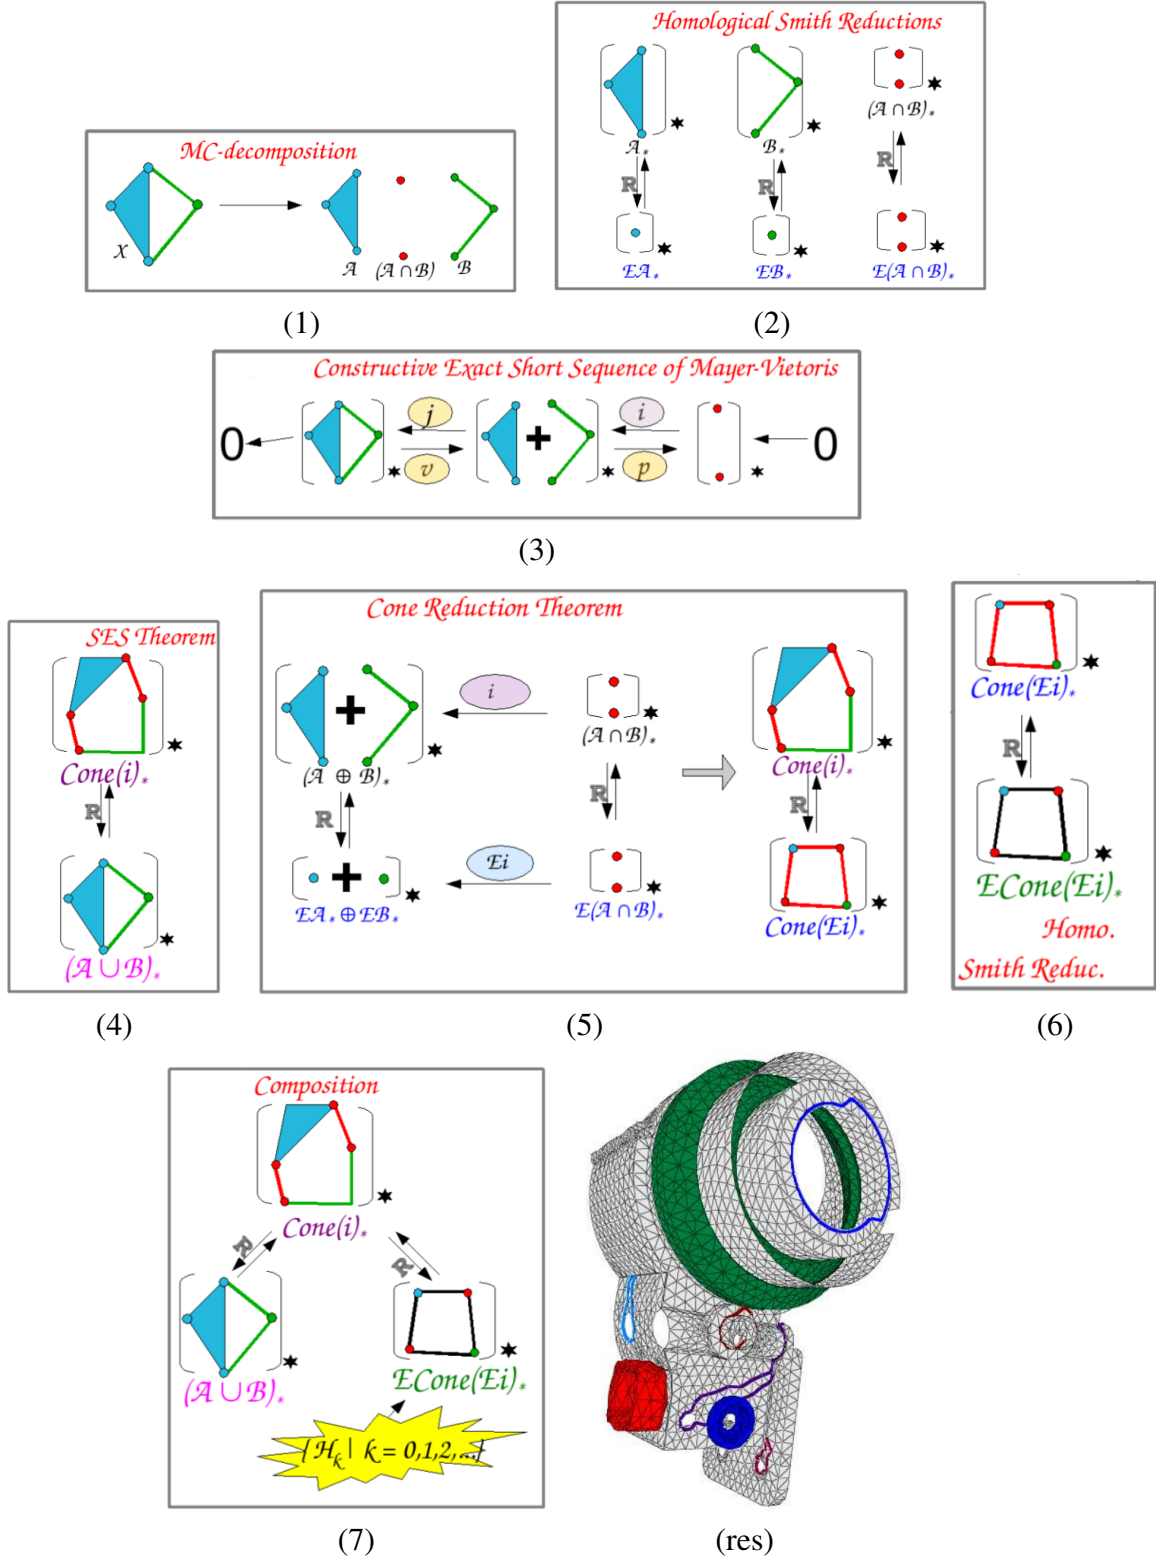 MC-decomposition
X
A
(A ∩ B)
B
(1)
Homological Smith Reductions
A*
B*
(A ∩ B)*
R
R
R
EA*
EB*
E(A ∩ B)*
(2)
Constructive Exact Short Sequence of Mayer-Vietoris
0
j
v
+
i
p
0
(3)
SES Theorem
Cone(i)*
R
(A ∪ B)*
(4)
Cone Reduction Theorem
+
i
(A ⊕ B)*
(A ∩ B)*
Cone(i)*
R
R
R
+
Ei
EA* ⊕ EB*
E(A ∩ B)*
Cone(Ei)*
(5)
Cone(Ei)*
R
ECone(Ei)*
Homo.
Smith Reduc.
(6)
Composition
Cone(i)*
R
R
(A ∪ B)*
ECone(Ei)*
{H_k | k = 0,1,2,...}
(7)
(res)